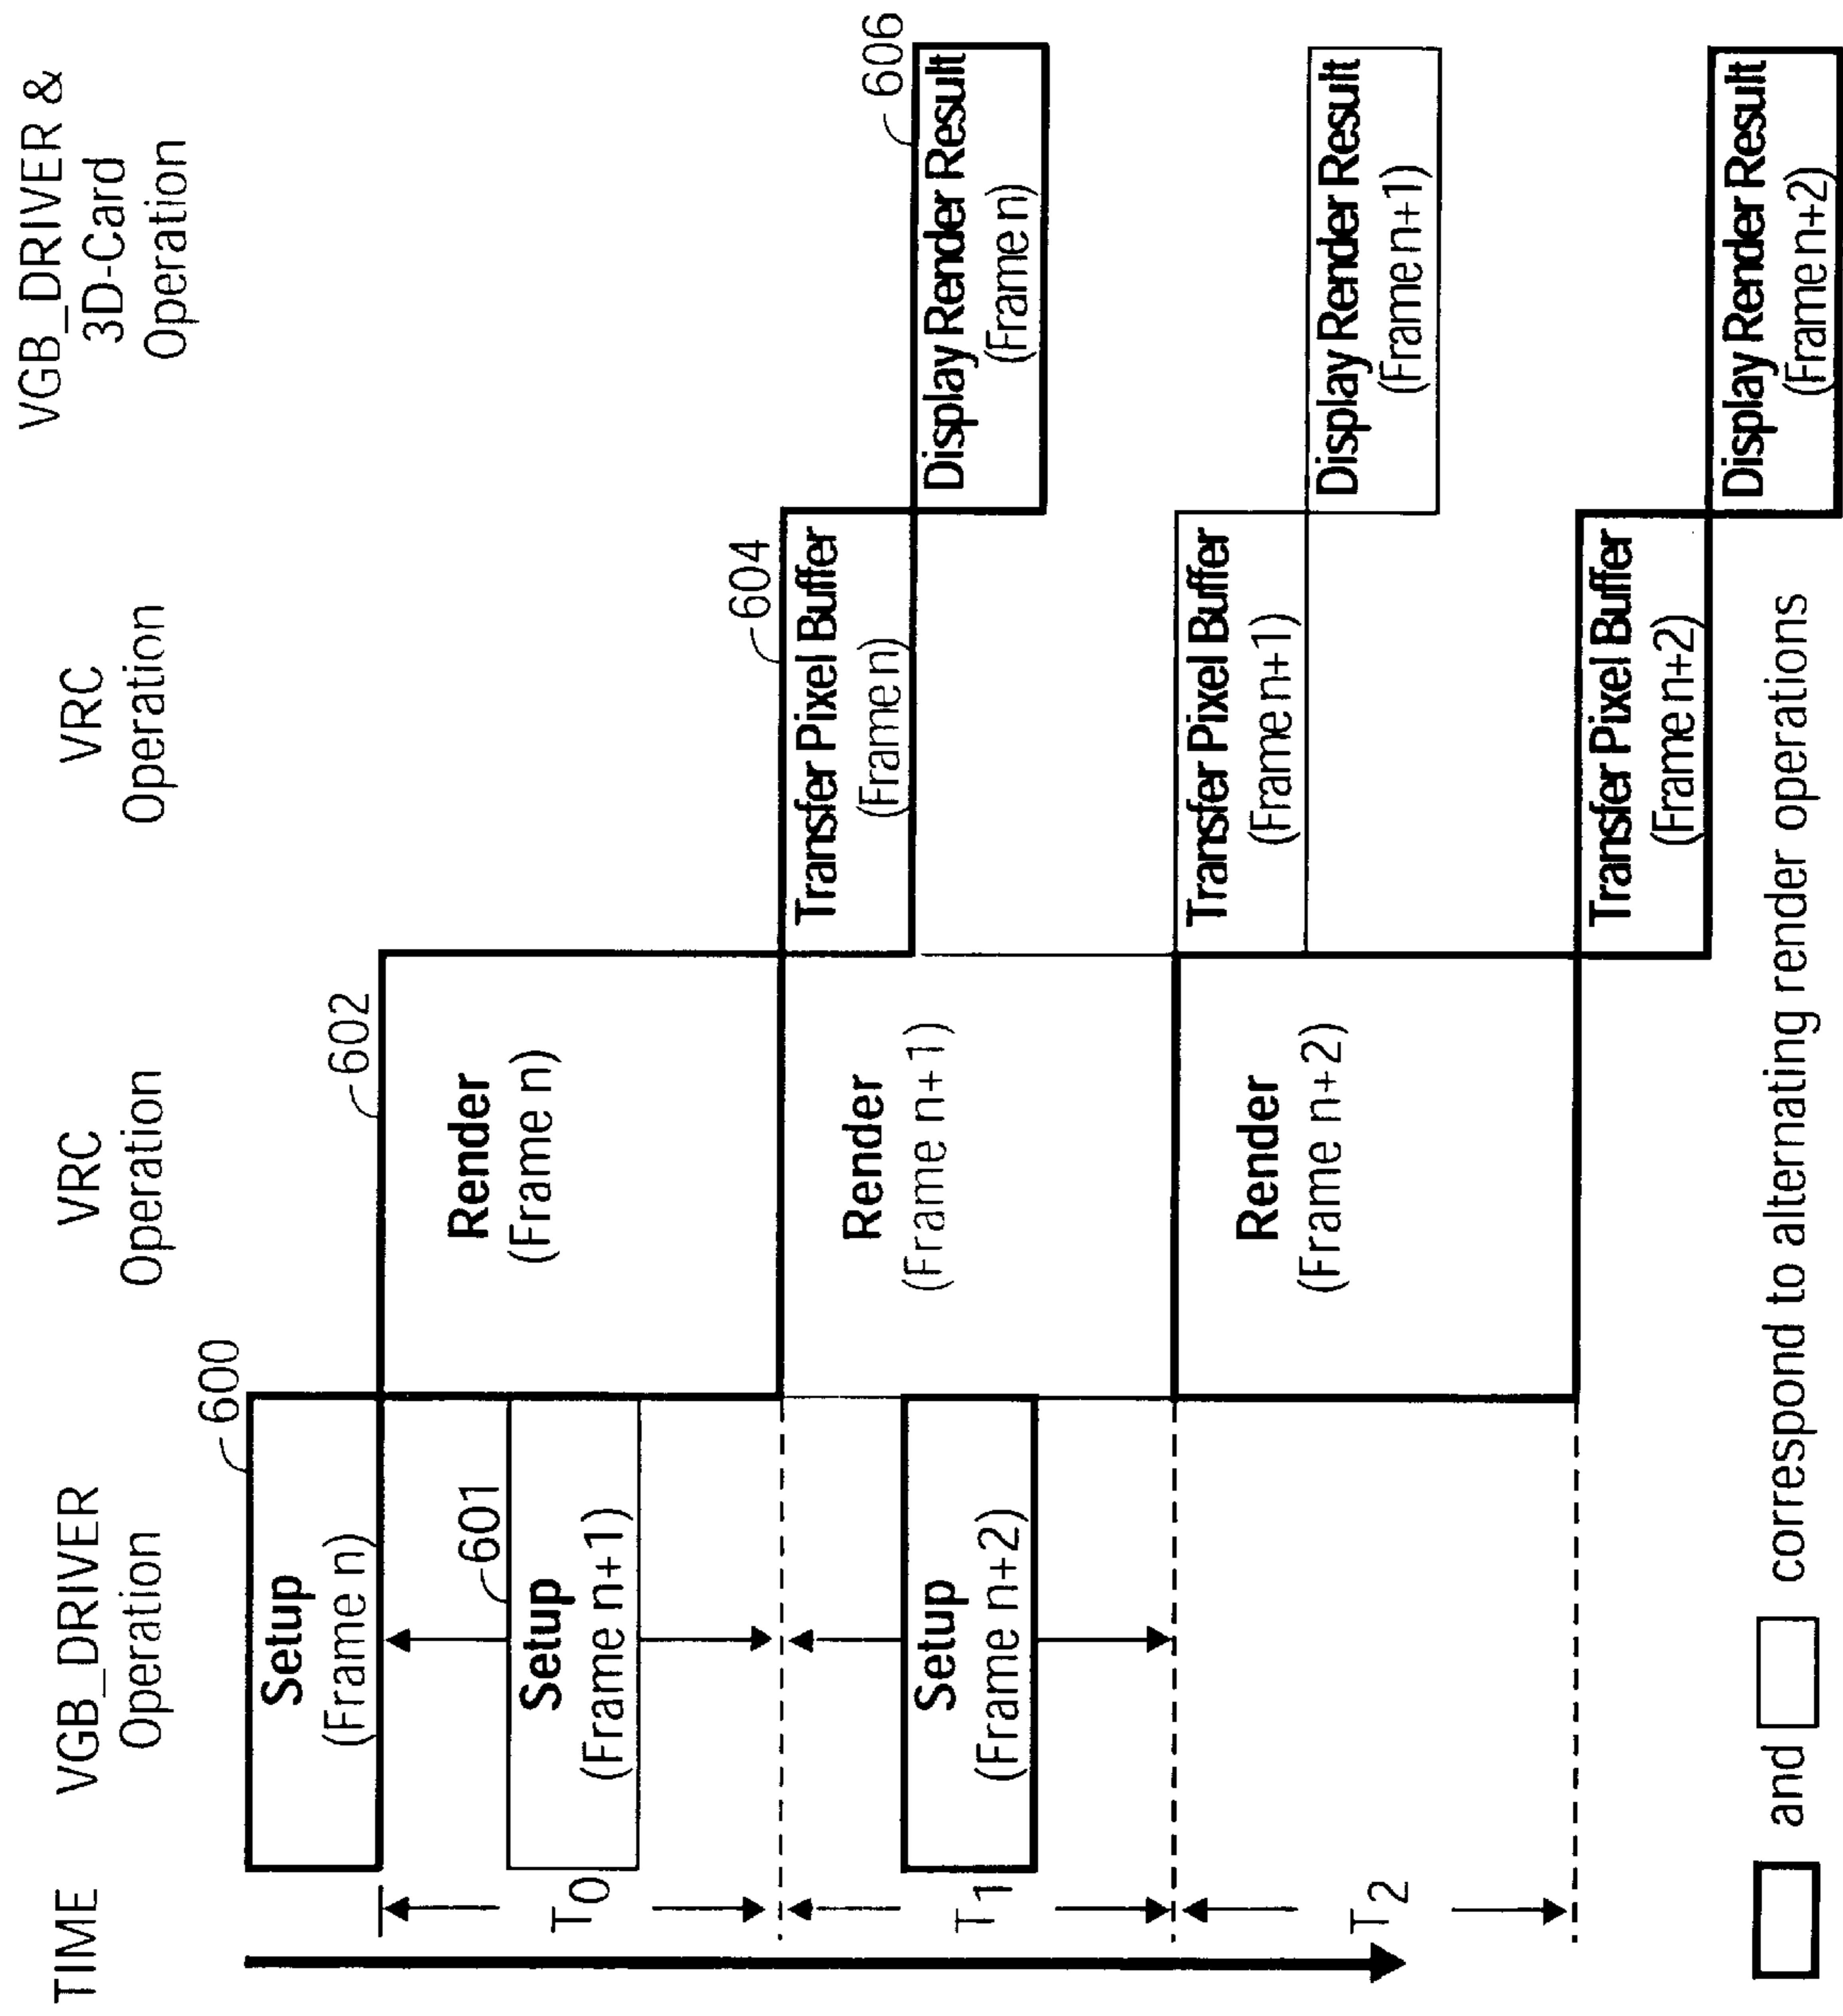 TIME
VGB_DRIVER
Operation
VRC
Operation
VRC
Operation
VGB_DRIVER &
3D-Card
Operation
600
Setup
(Frame n)
602
T0
601
Setup
(Frame n+1)
Render
(Frame n)
604
Transfer Pixel Buffer
(Frame n)
606
Display Render Result
(Frame n)
T1
Setup
(Frame n+2)
Render
(Frame n+1)
Transfer Pixel Buffer
(Frame n+1)
Display Render Result
(Frame n+1)
T2
Render
(Frame n+2)
Transfer Pixel Buffer
(Frame n+2)
Display Render Result
(Frame n+2)
and correspond to alternating render operations